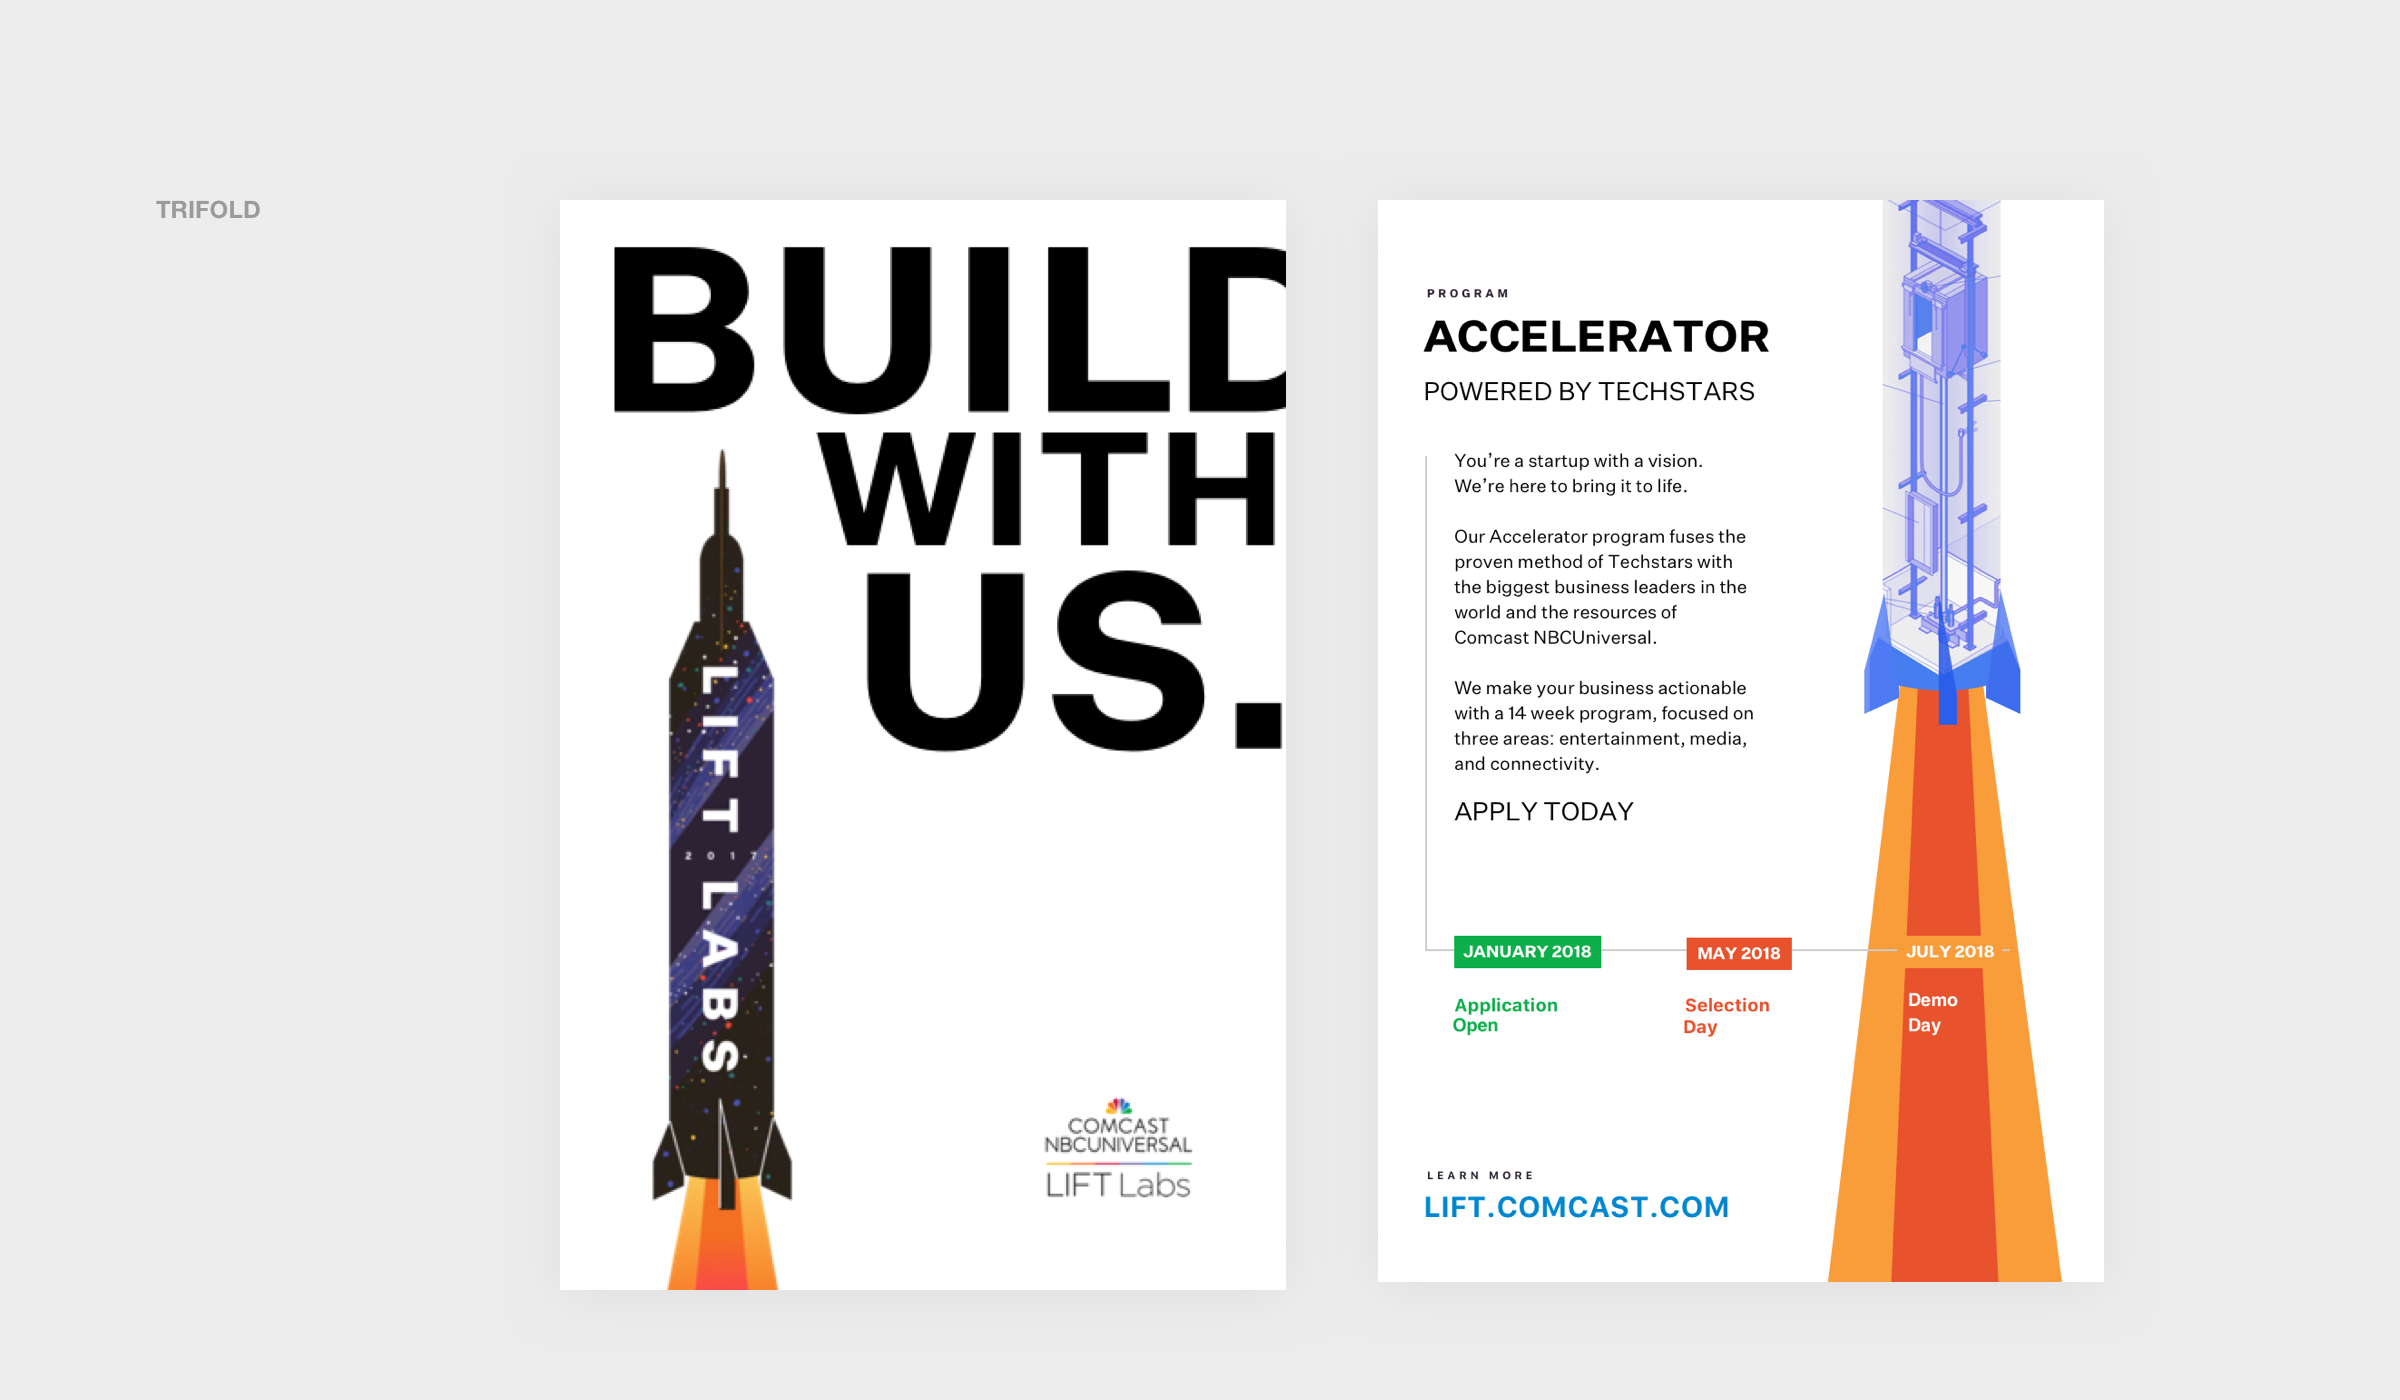 TRIFOLD
BUILD
WITH
US.
LIFT
2017
LABS
COMCAST
NBCUNIVERSAL
LIFT Labs
PROGRAM
ACCELERATOR
POWERED BY TECHSTARS
You’re a startup with a vision.
We’re here to bring it to life.
Our Accelerator program fuses the
proven method of Techstars with
the biggest business leaders in the
world and the resources of
Comcast NBCUniversal.
We make your business actionable
with a 14 week program, focused on
three areas: entertainment, media,
and connectivity.
APPLY TODAY
JANUARY 2018
Application
Open
MAY 2018
Selection
Day
JULY 2018
Demo
Day
LEARN MORE
LIFT.COMCAST.COM